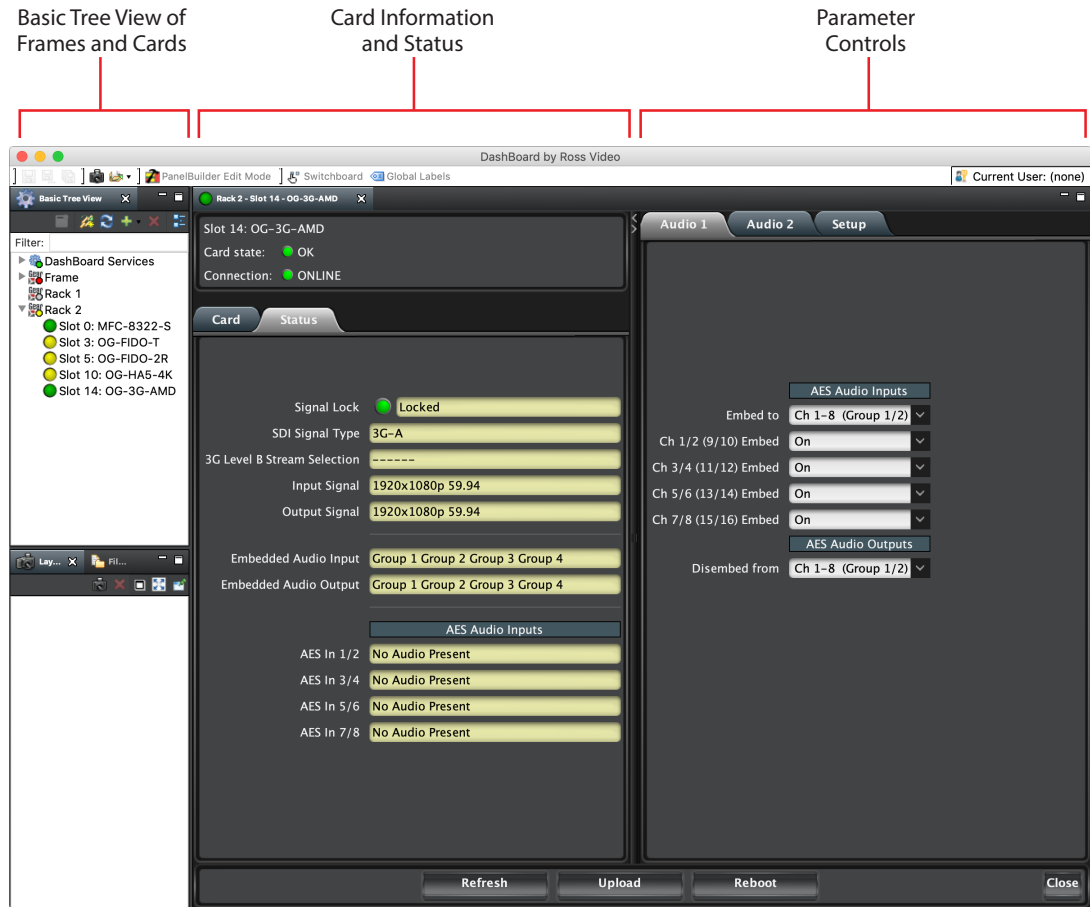 Basic Tree View of
Frames and Cards
Card Information
and Status
Parameter
Controls
DashBoard by Ross Video
PanelBuilder Edit Mode
Switchboard
Global Labels
Current User: (none)
Basic Tree View
Rack 2 - Slot 14 - OG-3G-AMD
Filter:
DashBoard Services
Frame
Rack 1
Rack 2
Slot 0: MFC-8322-S
Slot 3: OG-FIDO-T
Slot 5: OG-FIDO-2R
Slot 10: OG-HA5-4K
Slot 14: OG-3G-AMD
Lay...
Fil...
Slot 14: OG-3G-AMD
Card state: OK
Connection: ONLINE
Card
Status
Signal Lock Locked
SDI Signal Type 3G-A
3G Level B Stream Selection ------
Input Signal 1920x1080p 59.94
Output Signal 1920x1080p 59.94
Embedded Audio Input Group 1 Group 2 Group 3 Group 4
Embedded Audio Output Group 1 Group 2 Group 3 Group 4
AES Audio Inputs
AES In 1/2 No Audio Present
AES In 3/4 No Audio Present
AES In 5/6 No Audio Present
AES In 7/8 No Audio Present
Audio 1
Audio 2
Setup
AES Audio Inputs
Embed to Ch 1-8 (Group 1/2)
Ch 1/2 (9/10) Embed On
Ch 3/4 (11/12) Embed On
Ch 5/6 (13/14) Embed On
Ch 7/8 (15/16) Embed On
AES Audio Outputs
Disembed from Ch 1-8 (Group 1/2)
Refresh
Upload
Reboot
Close